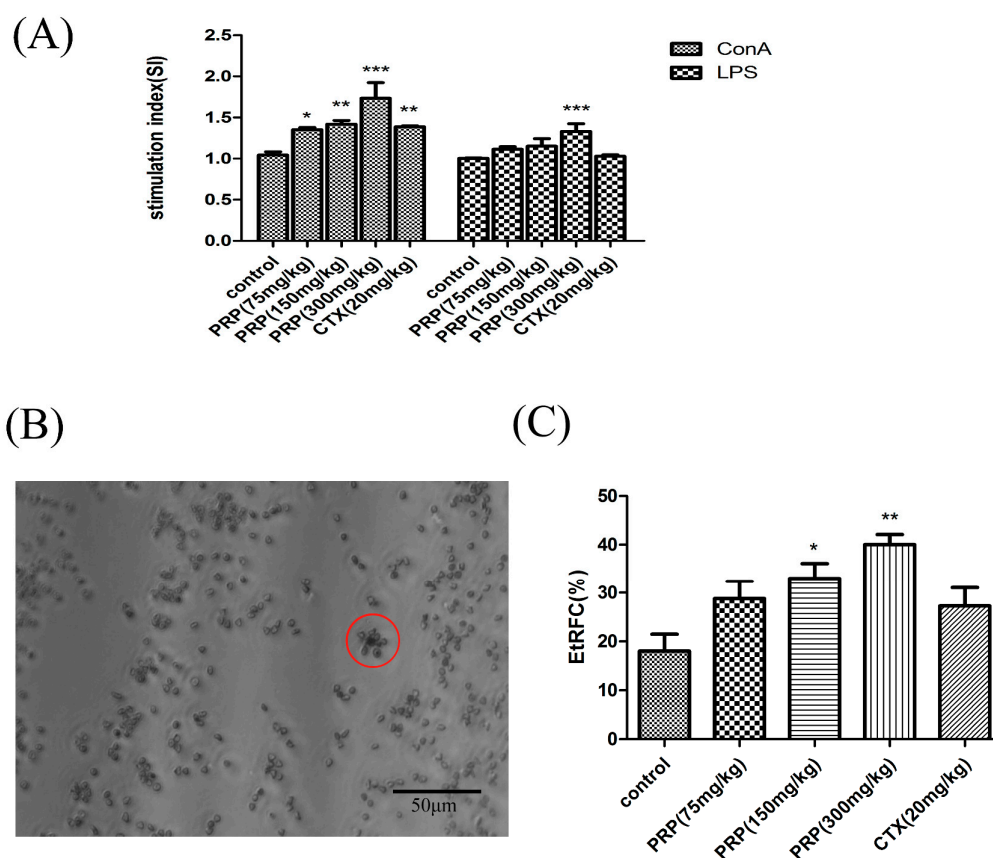 (A)
stimulation index(SI)
2.5
2.0
1.5
1.0
0.5
0.0
*
**
***
**
***
ConA
LPS
control
PRP(75mg/kg)
PRP(150mg/kg)
PRP(300mg/kg)
CTX(20mg/kg)
control
PRP(75mg/kg)
PRP(150mg/kg)
PRP(300mg/kg)
CTX(20mg/kg)
(B)
50μm
(C)
EtRFC(%)
50
40
30
20
10
0
*
**
control
PRP(75mg/kg)
PRP(150mg/kg)
PRP(300mg/kg)
CTX(20mg/kg)